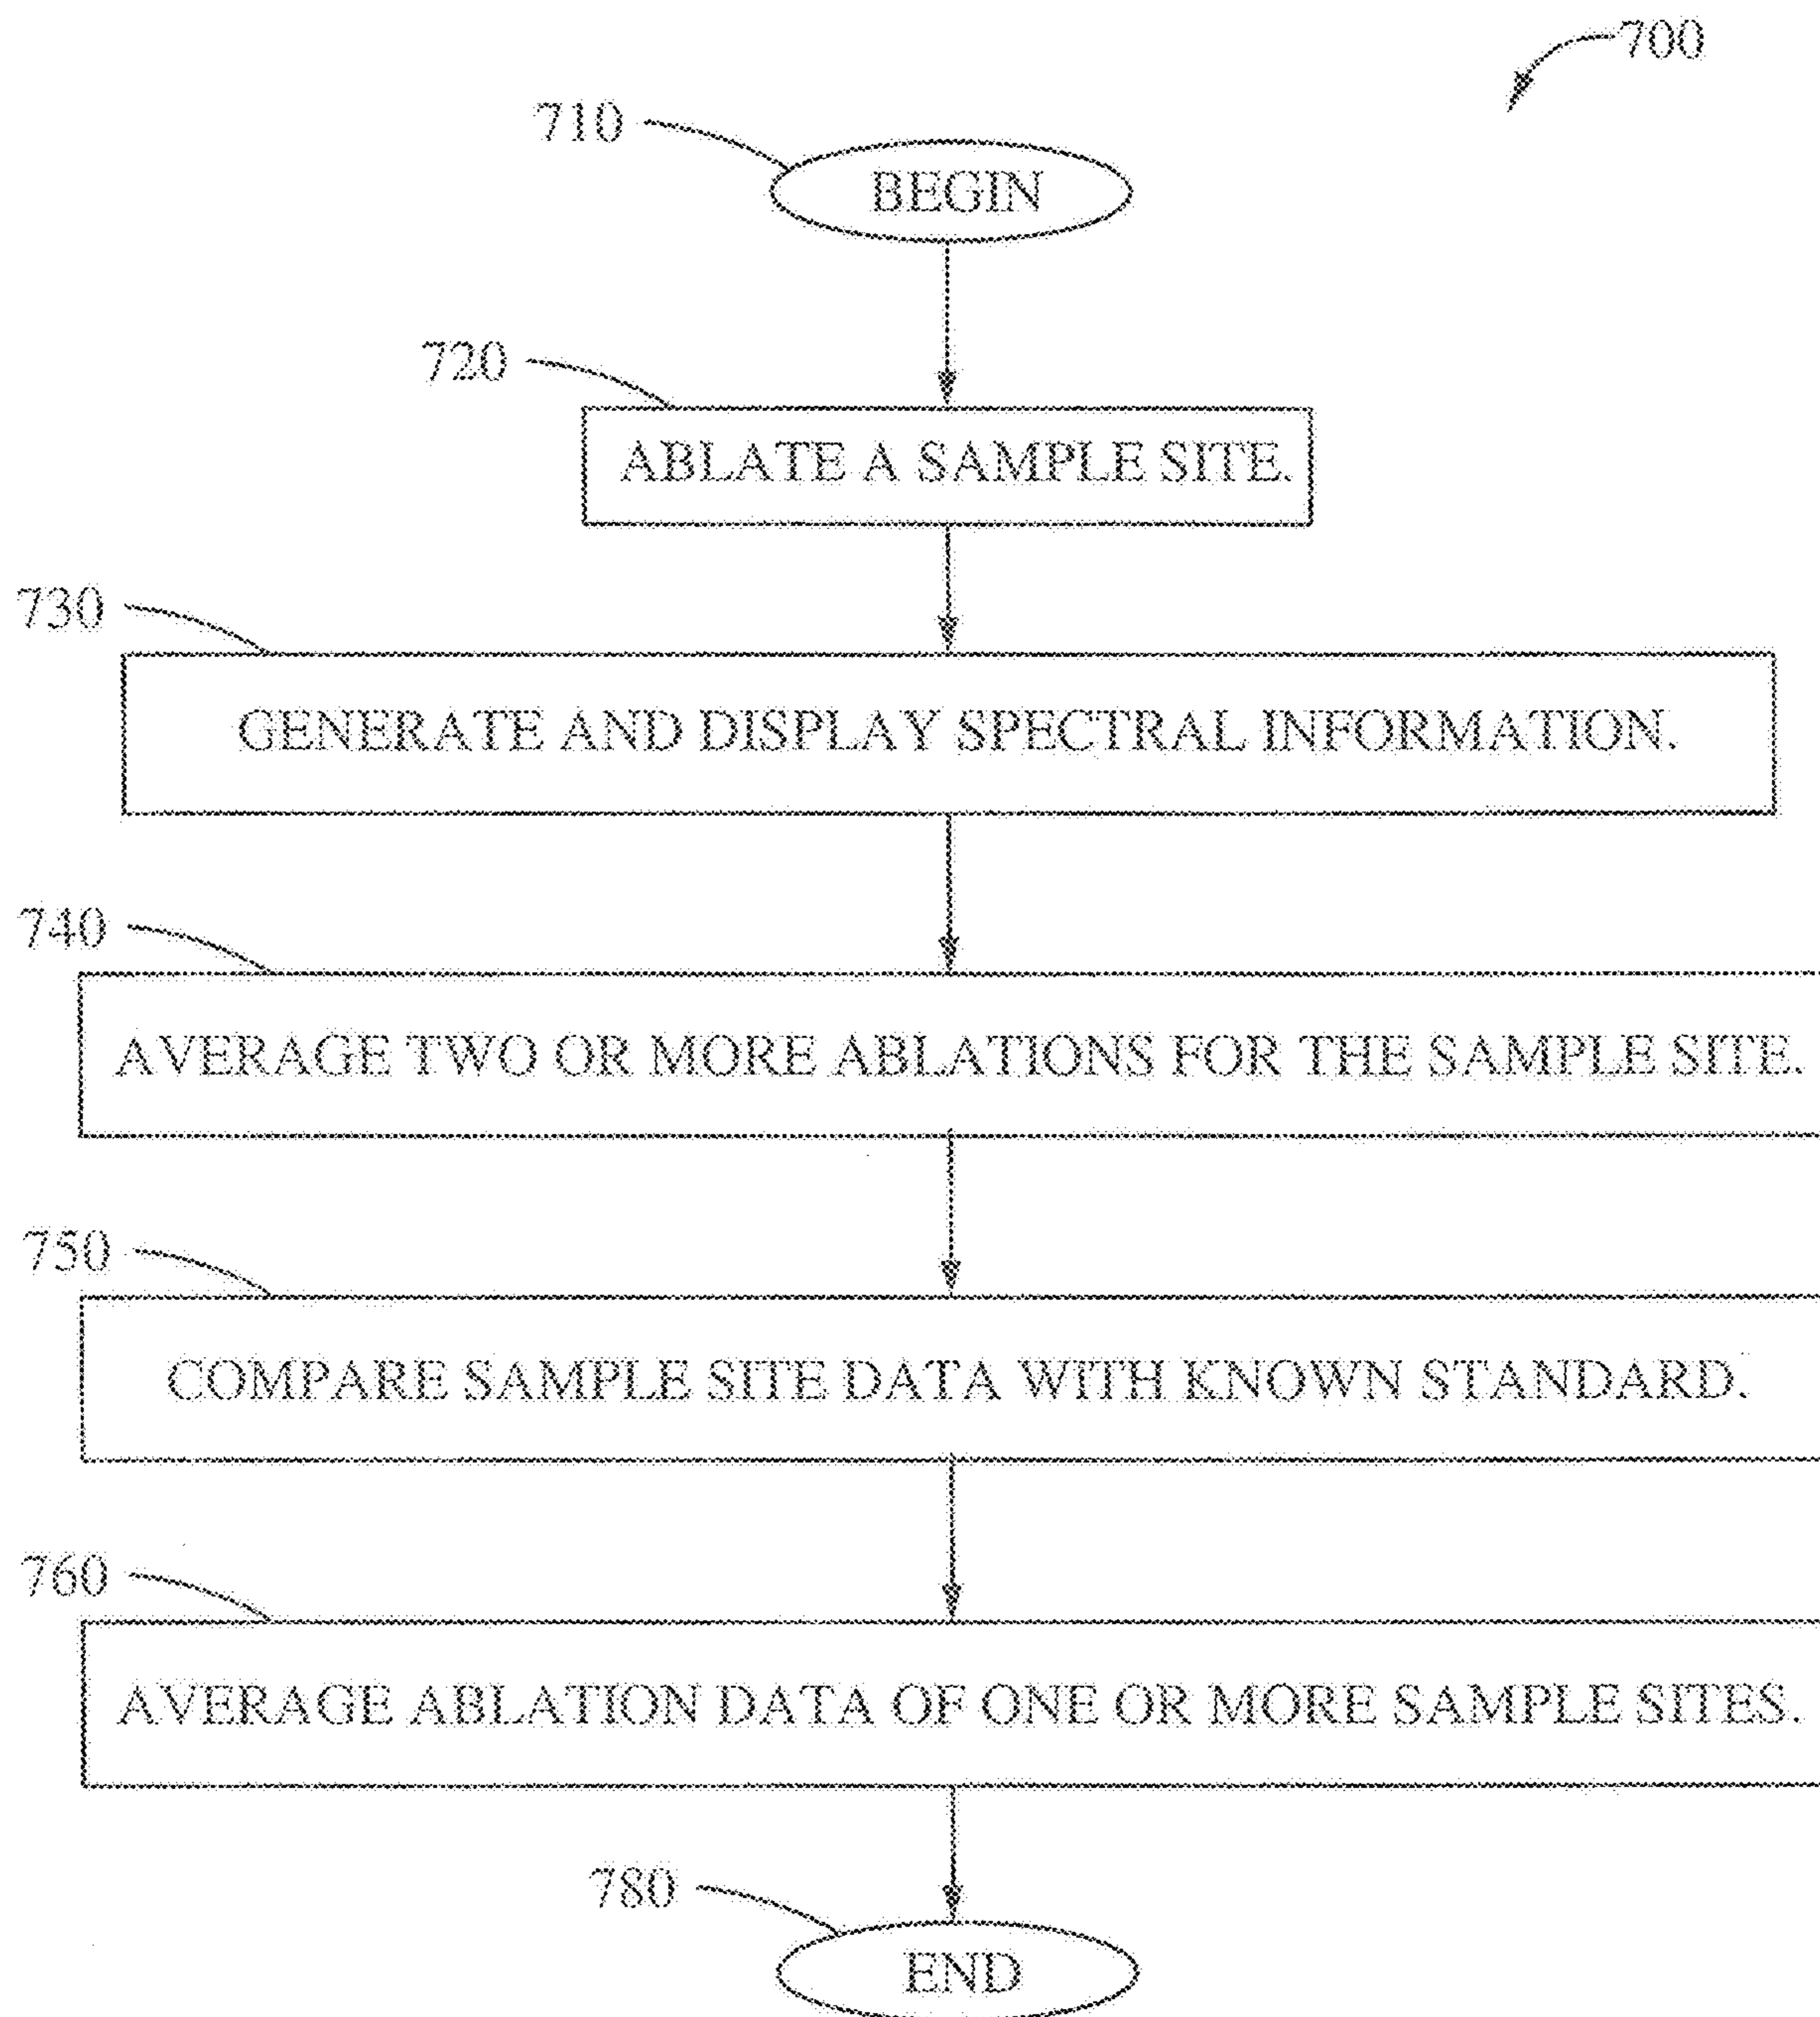 700
710
BEGIN
720
ABLATE A SAMPLE SITE.
730
GENERATE AND DISPLAY SPECTRAL INFORMATION.
740
AVERAGE TWO OR MORE ABLATIONS FOR THE SAMPLE SITE.
750
COMPARE SAMPLE SITE DATA WITH KNOWN STANDARD.
760
AVERAGE ABLATION DATA OF ONE OR MORE SAMPLE SITES.
780
END